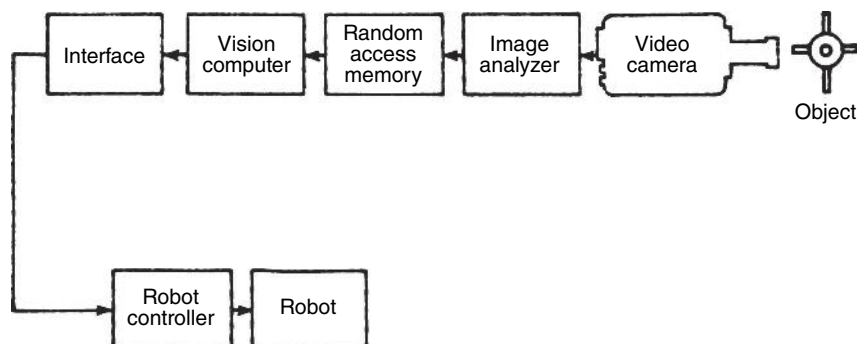 Interface
Vision
computer
Random
access
memory
Image
analyzer
Video
camera
Object
Robot
controller
Robot